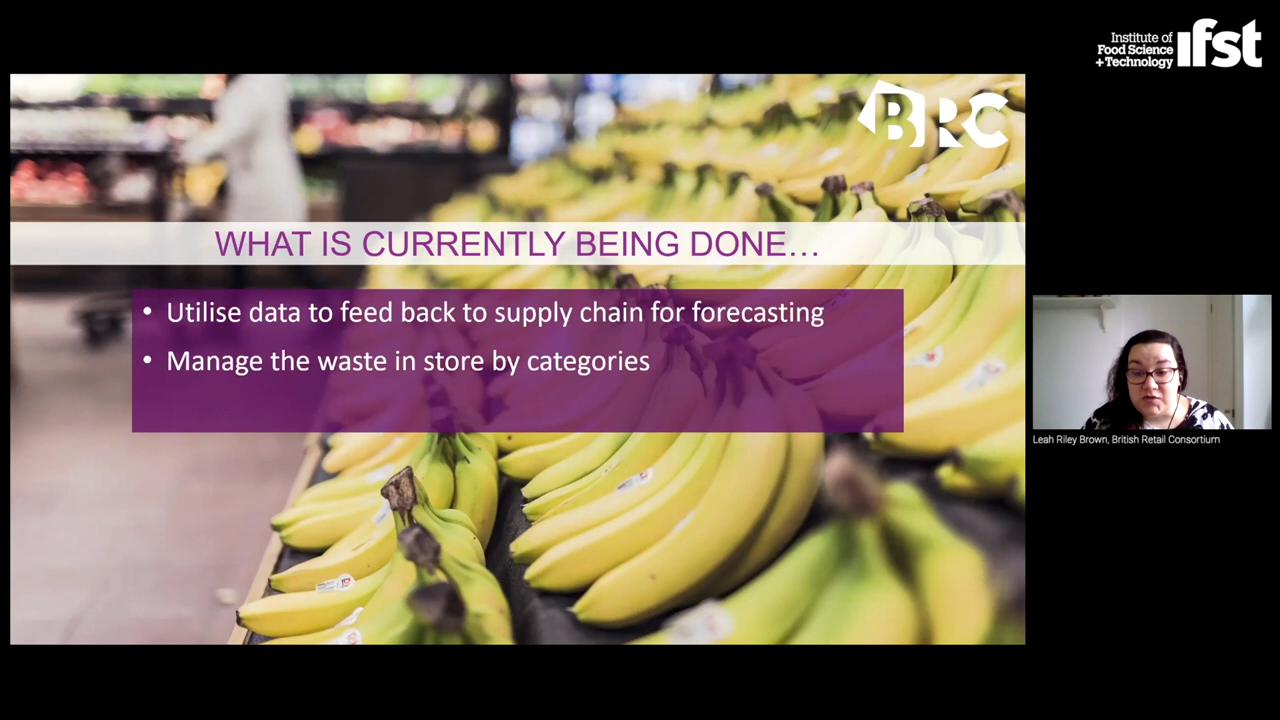 Institute of
Food Science
+Technology
ifst
BRC
WHAT IS CURRENTLY BEING DONE…
• Utilise data to feed back to supply chain for forecasting
• Manage the waste in store by categories
Leah Riley Brown, British Retail Consortium